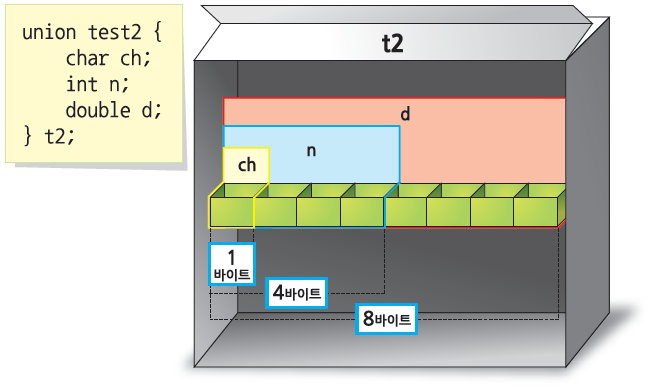 union test2 {
    char ch;
    int n;
    double d;
} t2;
t2
d
n
ch
1
바이트
4바이트
8바이트